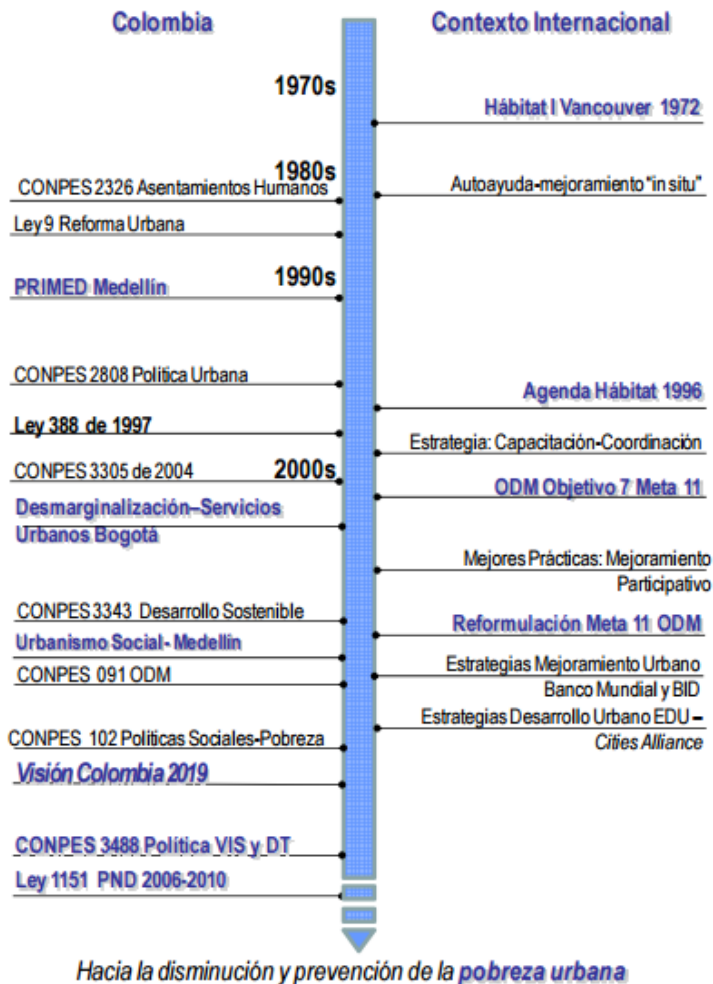 Colombia
Contexto Internacional
1970s
Hábitat I Vancouver 1972
1980s
CONPES 2326 Asentamientos Humanos
Autoayuda-mejoramiento "in situ"
Ley 9 Reforma Urbana
1990s
PRIMED Medellín
CONPES 2808 Política Urbana
Agenda Hábitat 1996
Ley 388 de 1997
Estrategia: Capacitación-Coordinación
CONPES 3305 de 2004
2000s
ODM Objetivo 7 Meta 11
Desmarginalización–Servicios
Urbanos Bogotá
Mejores Prácticas: Mejoramiento
Participativo
CONPES 3343 Desarrollo Sostenible
Reformulación Meta 11 ODM
Urbanismo Social- Medellín
Estrategias Mejoramiento Urbano
Banco Mundial y BID
CONPES 091 ODM
Estrategias Desarrollo Urbano EDU –
Cities Alliance
CONPES 102 Políticas Sociales-Pobreza
Visión Colombia 2019
CONPES 3488 Política VIS y DT
Ley 1151 PND 2006-2010
Hacia la disminución y prevención de la pobreza urbana